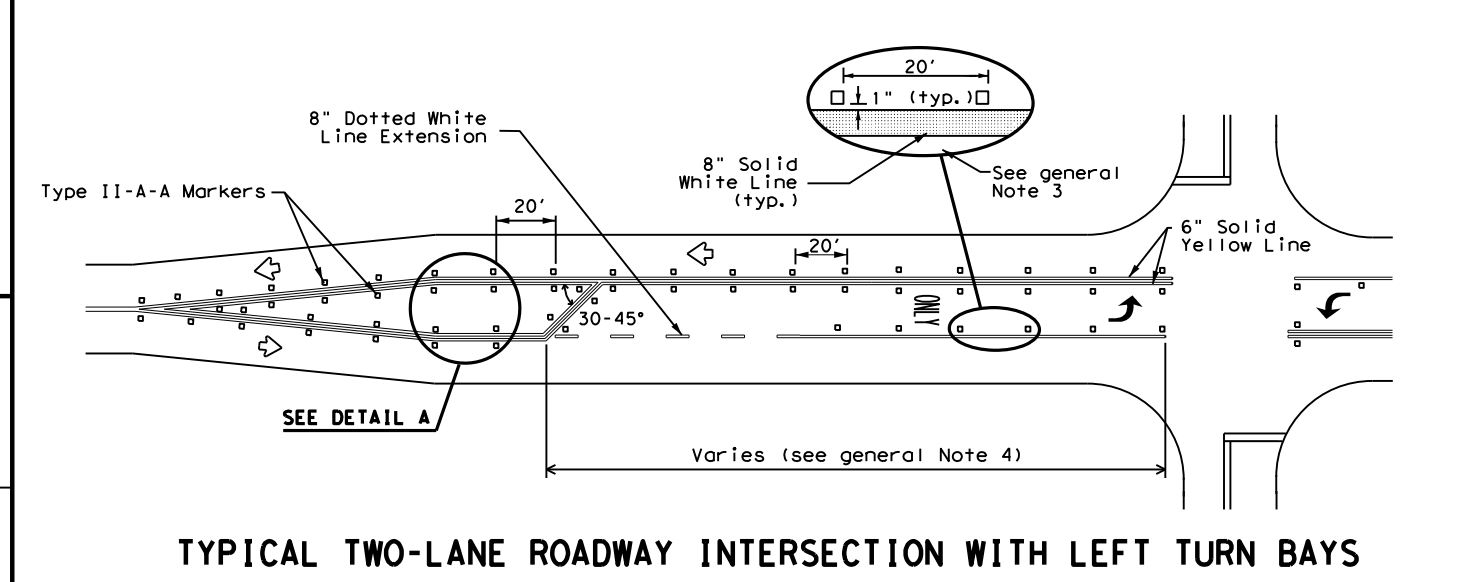 20'
1" (typ.)
8" Dotted White
Line Extension
8" Solid
White Line
(typ.)
See general
Note 3
Type II-A-A Markers
20'
6" Solid
Yellow Line
20'
ONLY
30-45°
SEE DETAIL A
Varies (see general Note 4)
TYPICAL TWO-LANE ROADWAY INTERSECTION WITH LEFT TURN BAYS